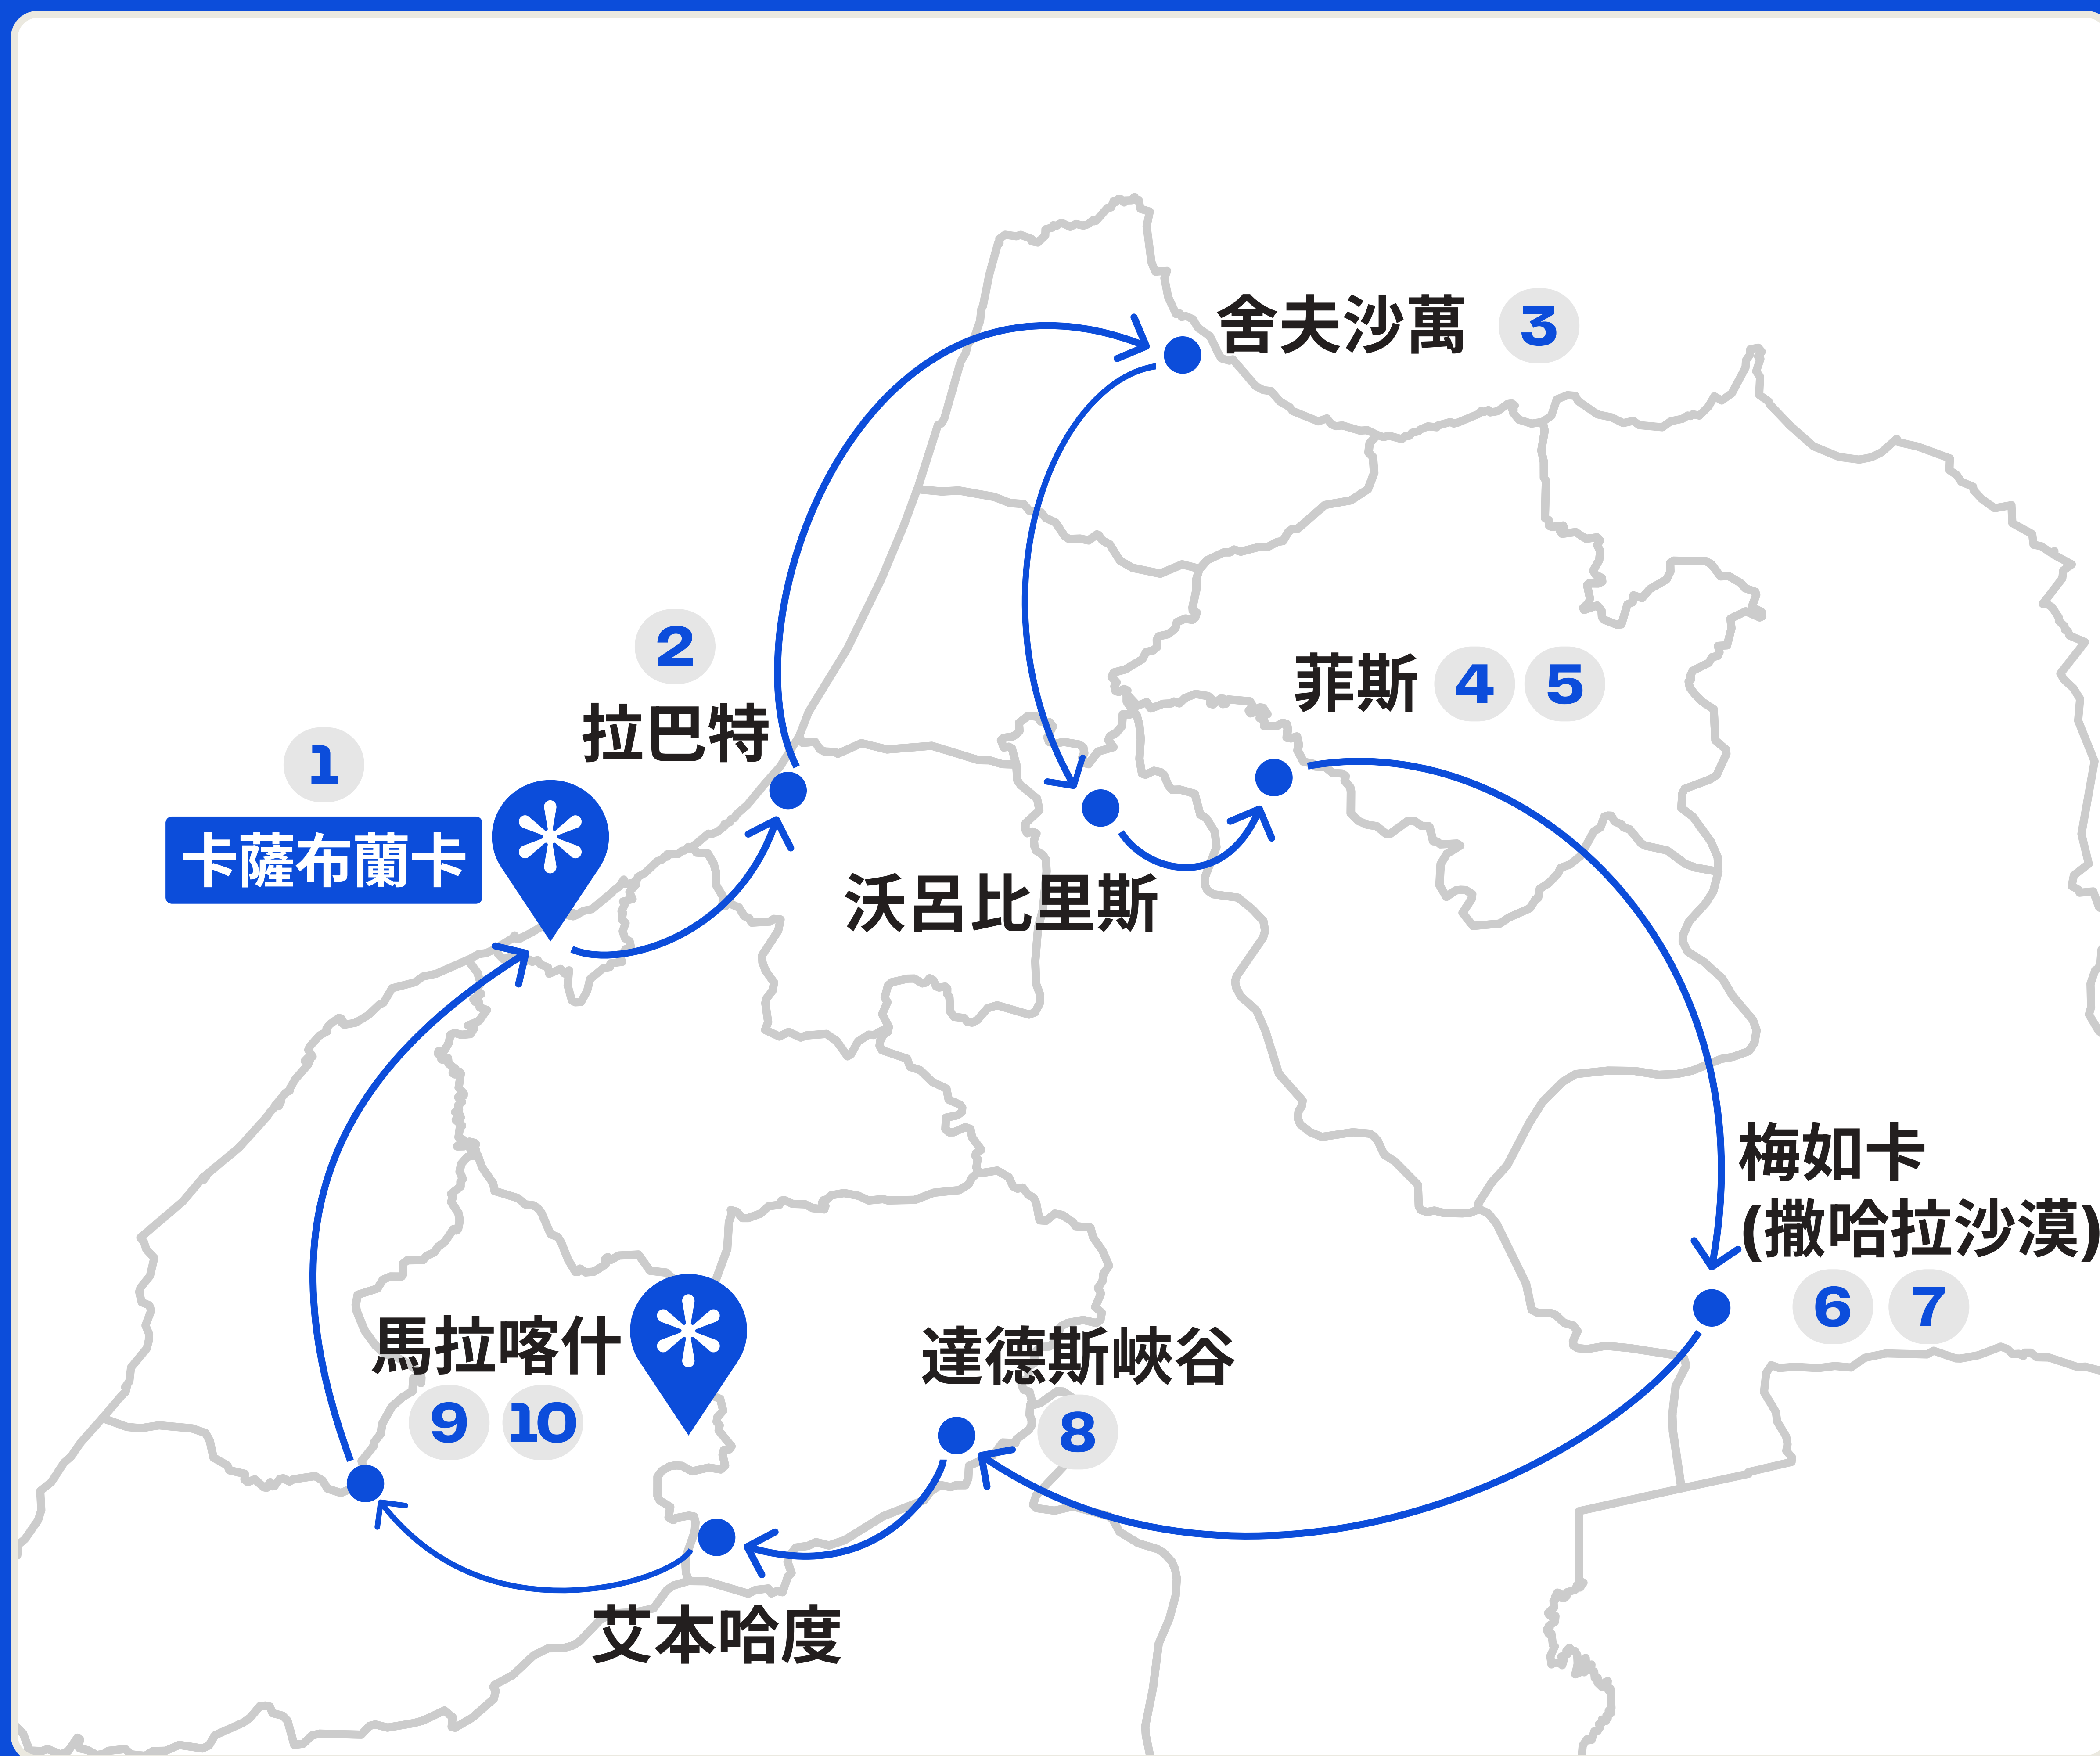 舍夫沙萬 3
2
拉巴特
菲斯 4 5
1
卡薩布蘭卡
沃呂比里斯
梅如卡
(撒哈拉沙漠)
6 7
馬拉喀什
9 10
達德斯峽谷
8
艾本哈度